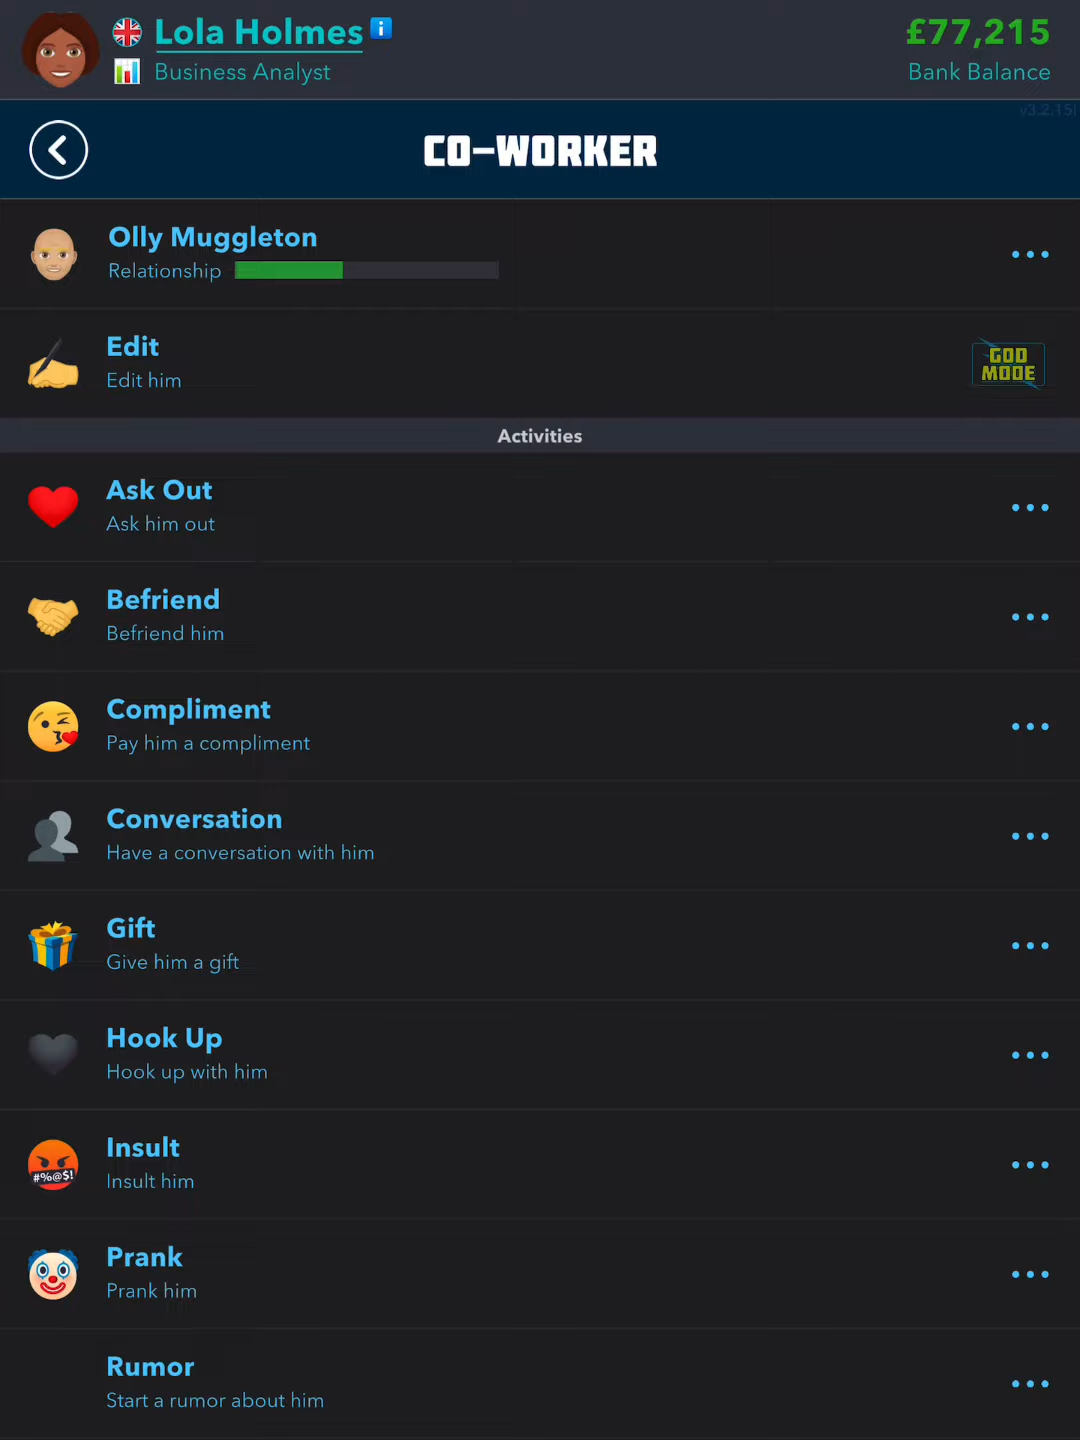 Lola Holmes
£77,215
Business Analyst
Bank Balance
v3.2.15
CO-WORKER
Olly Muggleton
Relationship
Edit
Edit him
GOD
MODE
Activities
Ask Out
Ask him out
Befriend
Befriend him
Compliment
Pay him a compliment
Conversation
Have a conversation with him
Gift
Give him a gift
Hook Up
Hook up with him
Insult
Insult him
#%@$!
Prank
Prank him
Rumor
Start a rumor about him